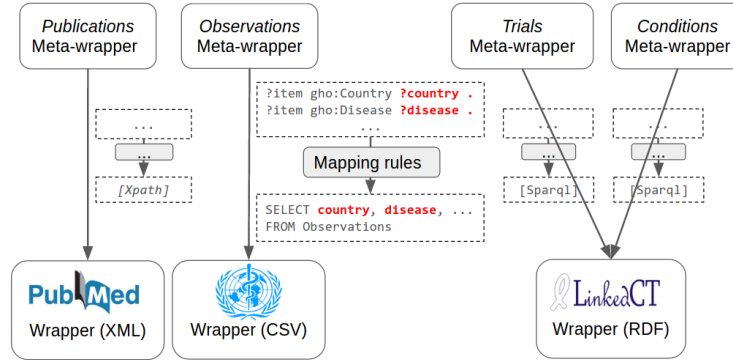 Publications
Meta-wrapper
Observations
Meta-wrapper
Trials
Meta-wrapper
Conditions
Meta-wrapper
?item gho:Country ?country .
?item gho:Disease ?disease .
...
Mapping rules
SELECT country, disease, ...
FROM Observations
...
...
[Xpath]
...
...
[Sparql]
...
...
[Sparql]
PubMed
Wrapper (XML)
Wrapper (CSV)
LinkedCT
Wrapper (RDF)